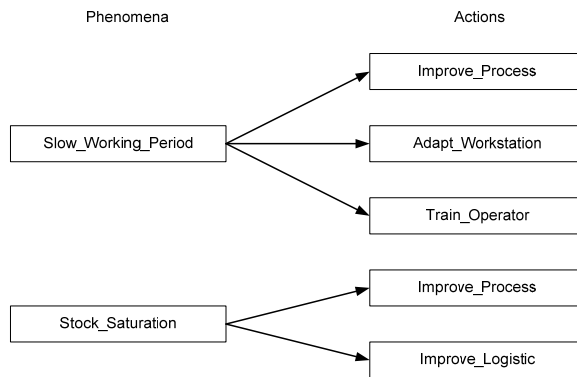 Phenomena
Actions
Improve_Process
Slow_Working_Period
Adapt_Workstation
Train_Operator
Improve_Process
Stock_Saturation
Improve_Logistic